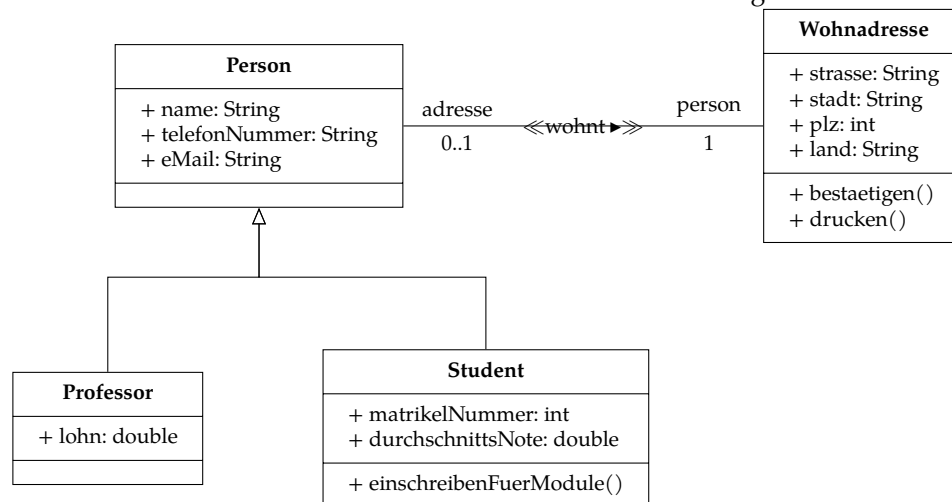 Wohnadresse
+ strasse: String
+ stadt: String
+ plz: int
+ land: String
+ bestaetigen()
+ drucken()
Person
+ name: String
+ telefonNummer: String
+ eMail: String
adresse
0..1
≪wohnt ▸≫
person
1
Professor
+ lohn: double
Student
+ matrikelNummer: int
+ durchschnittsNote: double
+ einschreibenFuerModule()